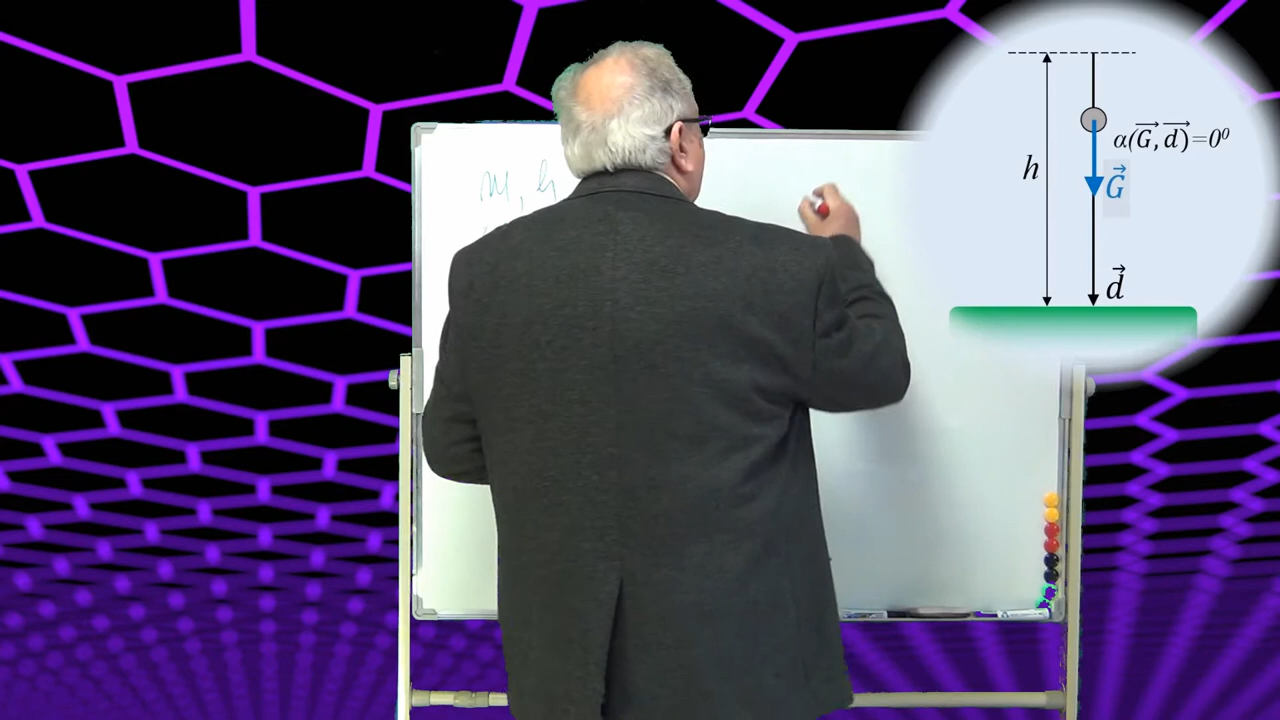 m, h
α(G⃗, d⃗)=0⁰
h
G⃗
d⃗